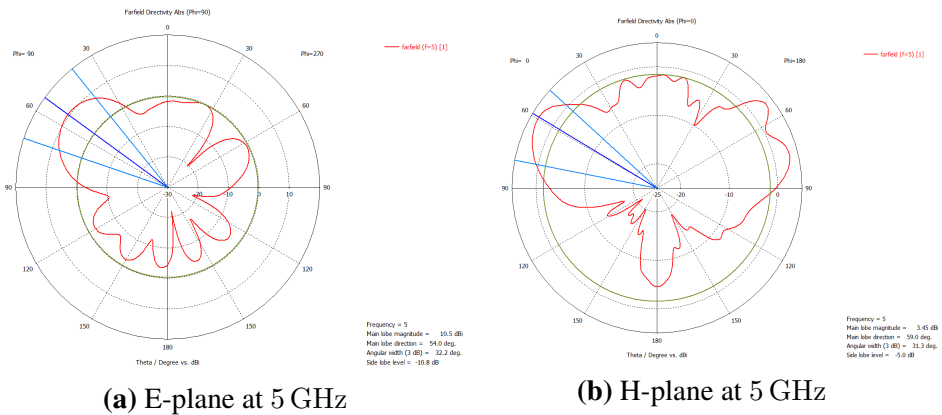 Farfield Directivity Abs (Phi=90)
0
Phi= 90
30
30
Phi=270
farfield (f=5) [1]
60
60
90
-30
-20
-10
0
10
90
120
120
150
150
180
Theta / Degree vs. dBi
Frequency = 5
Main lobe magnitude = 10.5 dBi
Main lobe direction = 54.0 deg.
Angular width (3 dB) = 32.2 deg.
Side lobe level = -10.8 dB
(a) E-plane at 5 GHz
Farfield Directivity Abs (Phi=0)
0
Phi= 0
30
30
Phi=180
farfield (f=5) [1]
60
60
90
-25
-20
-10
0
90
120
120
150
150
180
Theta / Degree vs. dBi
Frequency = 5
Main lobe magnitude = 3.45 dBi
Main lobe direction = 59.0 deg.
Angular width (3 dB) = 31.3 deg.
Side lobe level = -5.0 dB
(b) H-plane at 5 GHz